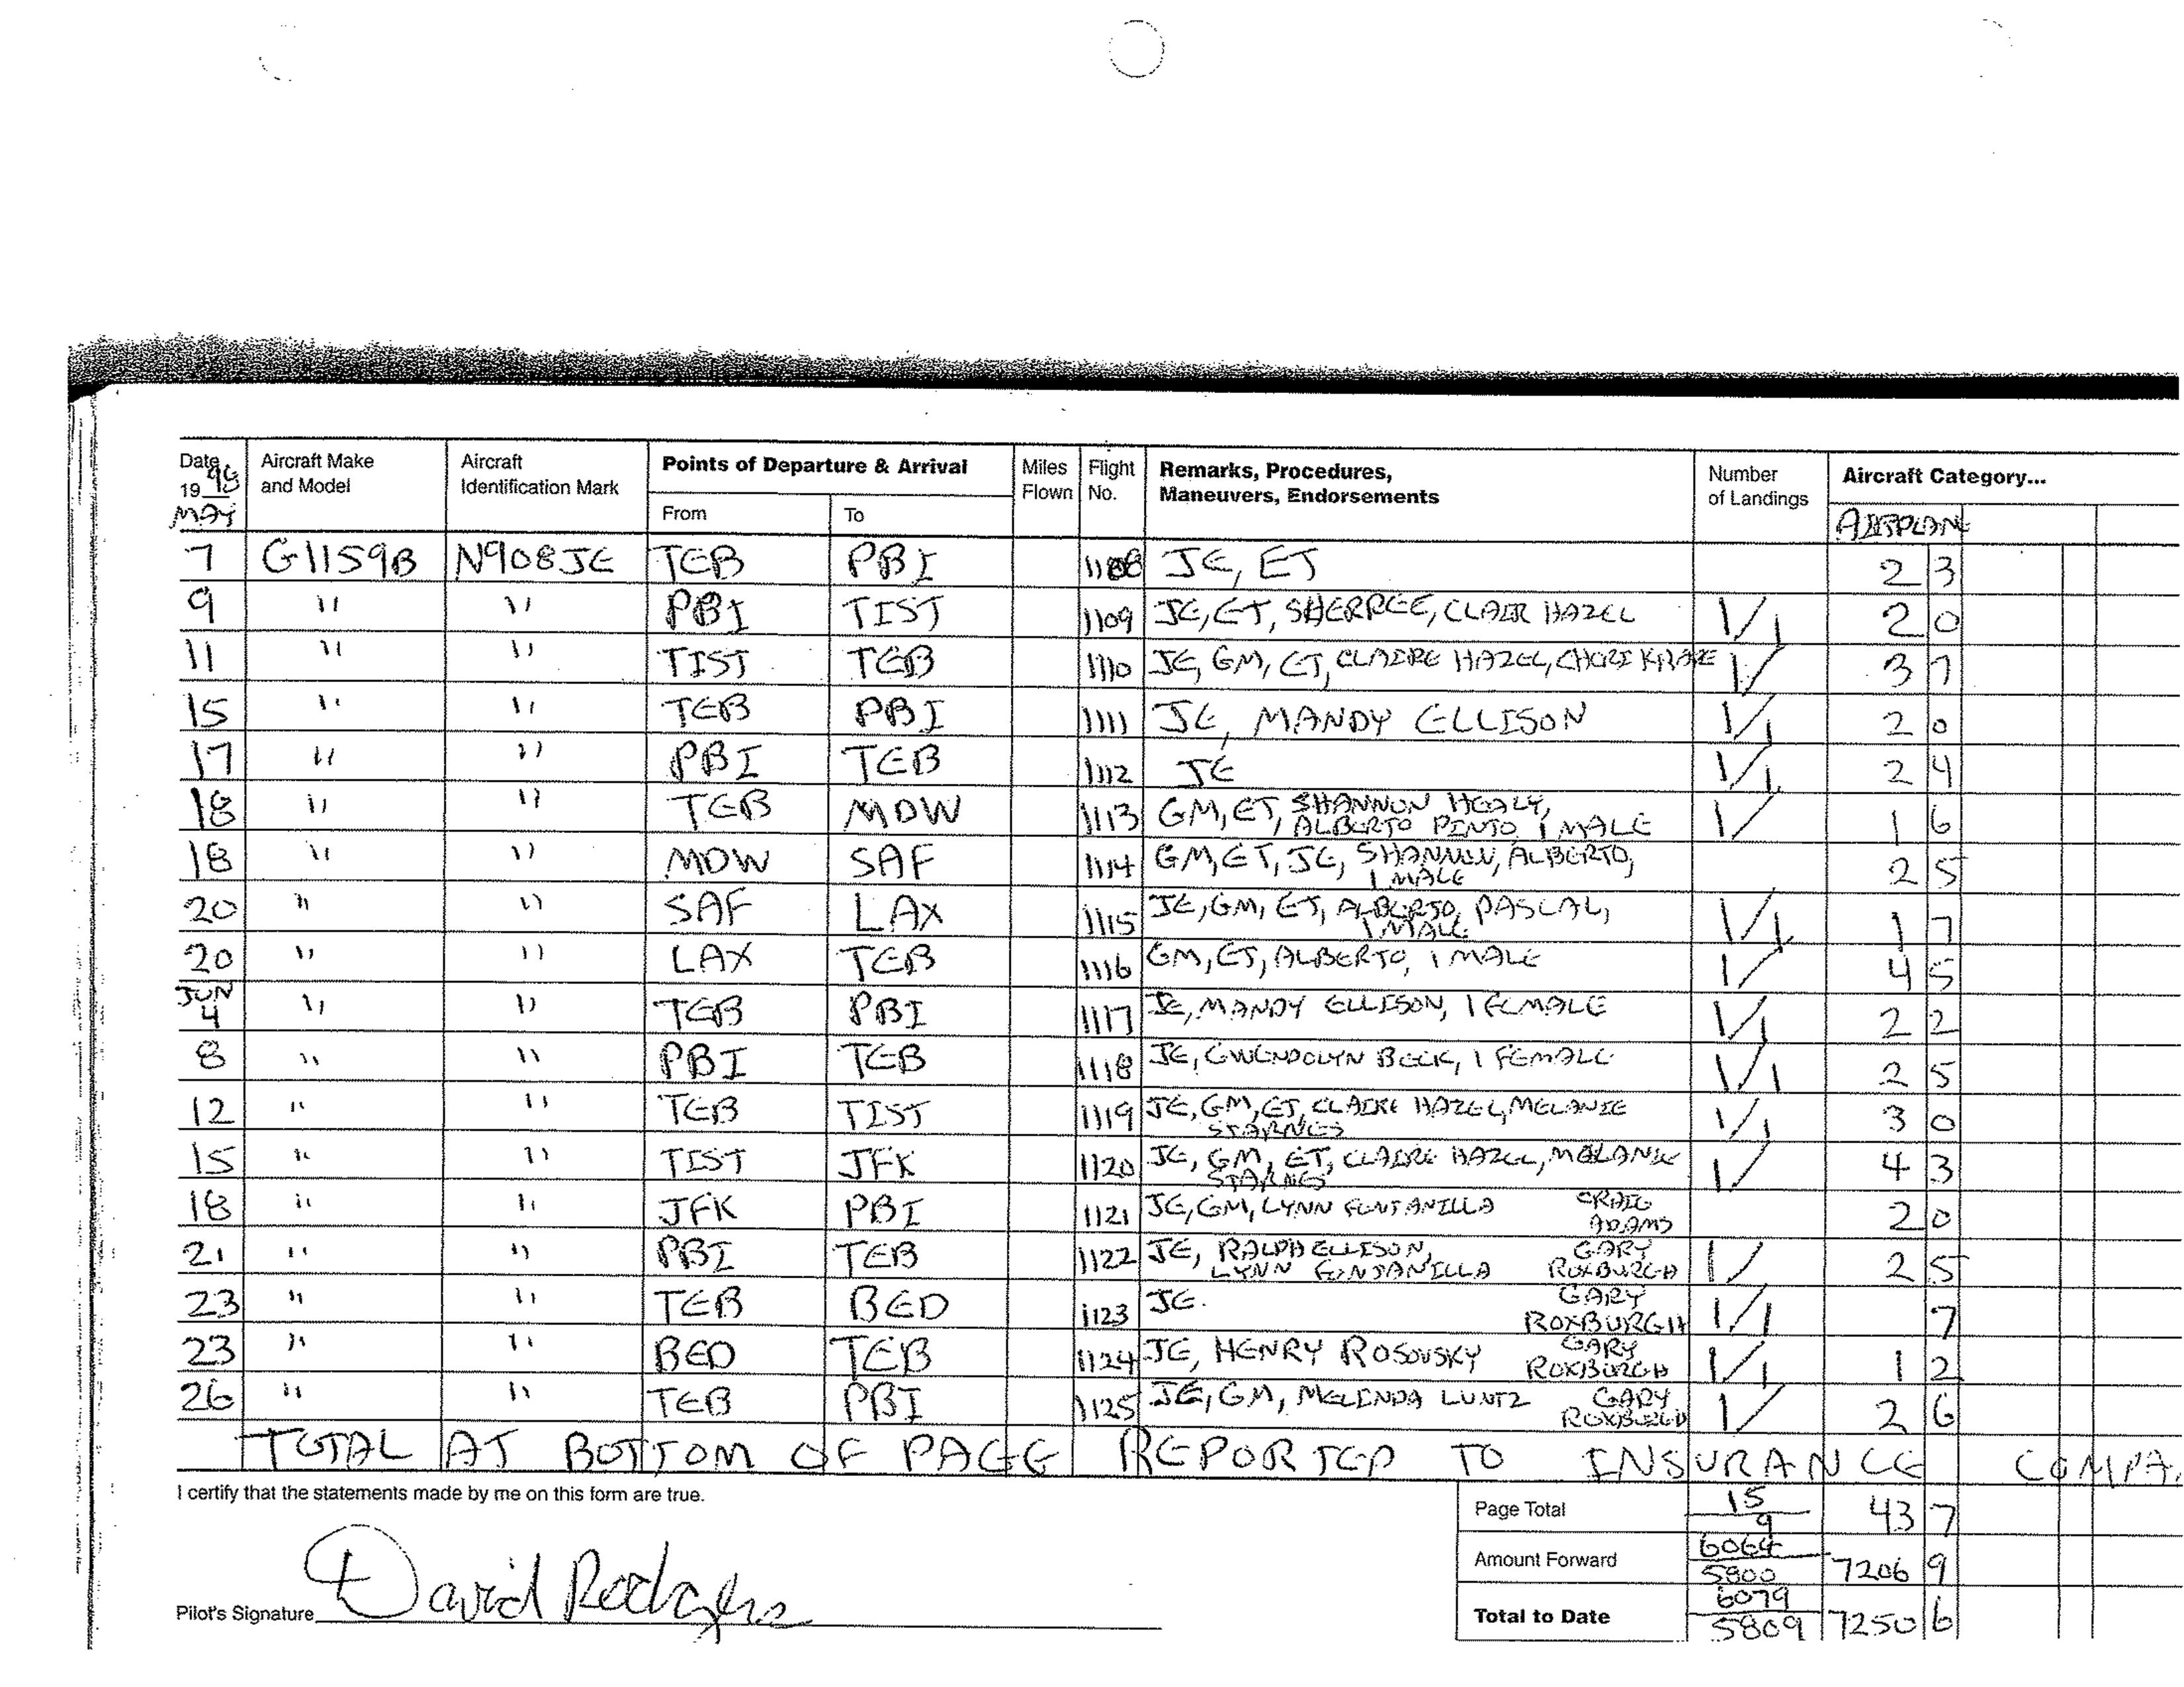 Date 19 98 MAY Aircraft Make and Model Aircraft Identification Mark Points of Departure & Arrival From To Miles Flown Flight No. Remarks, Procedures, Maneuvers, Endorsements Number of Landings Aircraft Category... AIRPLANE
7 G1159B N908JE TEB PBI 1108 JE, ET 2 3
9 " " PBI TIST 1109 JE, ET, SHERREE, CLAIR HAZEL 1/1 2 0
11 " " TIST TEB 1110 JE, GM, ET, CLAIRE HAZEL, 1/ 3 7
15 " " TEB PBI 1111 JE, MANDY ELLISON 1/1 2 0
17 " " PBI TEB 1112 JE 1/1 2 4
18 " " TEB MDW 1113 GM, ET, SHANNON HEALY, ALBERTO PINTO, 1 MALE 1/ 1 6
18 " " MDW SAF 1114 GM, ET, JE, SHANNON, ALBERTO, 1 MALE 2 5
20 " " SAF LAX 1115 JE, GM, ET, ALBERTO, PASCAL, 1 MALE 1/1 1 7
20 " " LAX TEB 1116 GM, ET, ALBERTO, 1 MALE 1/ 4 5
JUN 4 " " TEB PBI 1117 JE, MANDY ELLISON, 1 FEMALE 1/1 2 2
8 " " PBI TEB 1118 JE, GWENDOLYN BECK, 1 FEMALE 1/1 2 5
12 " " TEB TIST 1119 JE, GM, ET, CLAIRE HAZEL, MELANIE STARNES 1/1 3 0
15 " " TIST JFK 1120 JE, GM, ET, CLAIRE HAZEL, MELANIE STARNES 1/ 4 3
18 " " JFK PBI 1121 JE, GM, LYNN FONTANILLA CRAIG ADAMS 2 0
21 " " PBI TEB 1122 JE, RALPH ELLISON, LYNN FONTANILLA GARY ROXBURGH 1/ 2 5
23 " " TEB BED 1123 JE. GARY ROXBURGH 1/1 7
23 " " BED TEB 1124 JE, HENRY ROSOVSKY GARY ROXBURGH 1/1 1 2
26 " " TEB PBI 1125 JE, GM, MELINDA LUNTZ GARY ROXBURGH 1/ 2 6
TOTAL AT BOTTOM OF PAGE REPORTED TO INSURANCE COMPA
I certify that the statements made by me on this form are true.
Page Total 15 9 43 7
Amount Forward 6064 5800 7206 9
Pilot's Signature David Rodgers
Total to Date 6079 5809 7250 6